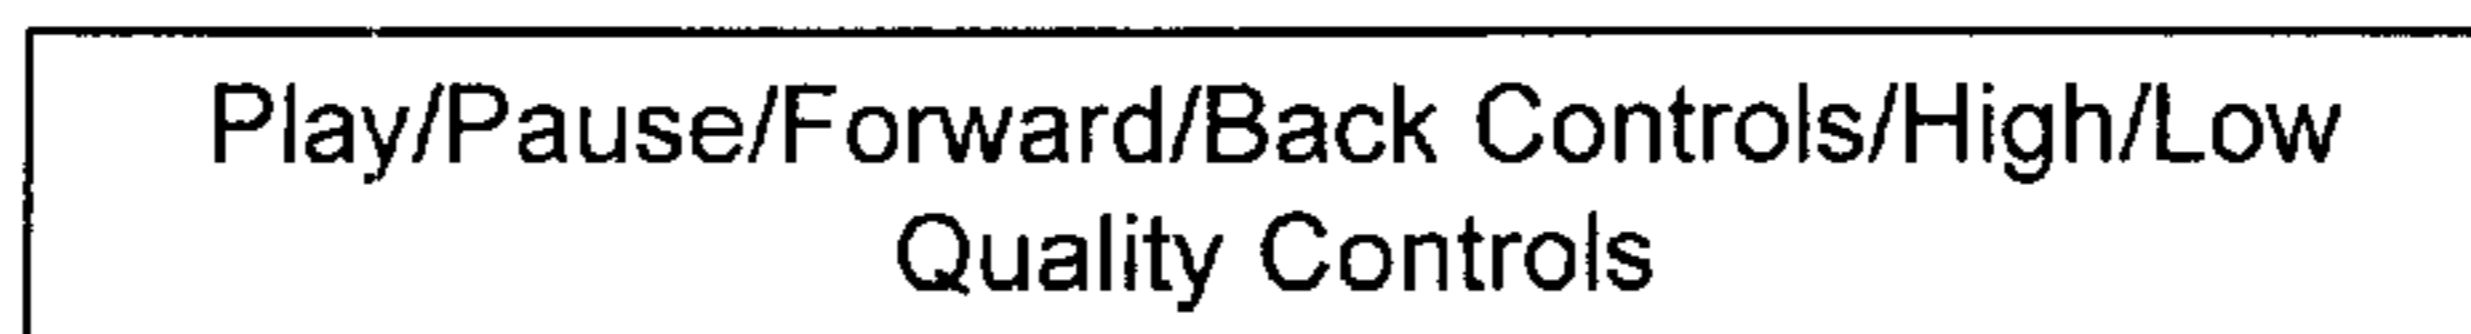 Play/Pause/Forward/Back Controls/High/Low
Quality Controls